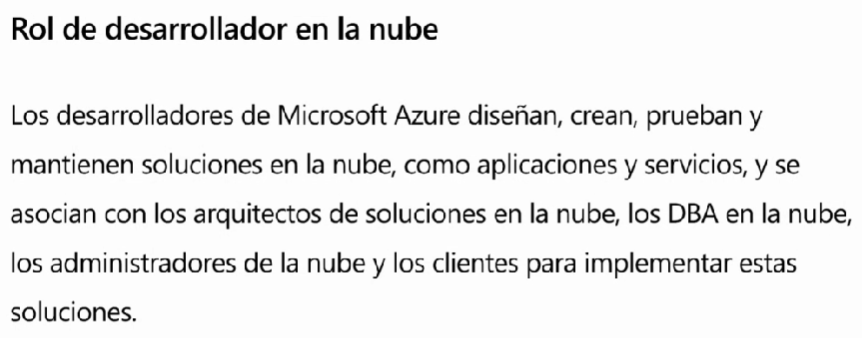 Rol de desarrollador en la nube
Los desarrolladores de Microsoft Azure diseñan, crean, prueban y
mantienen soluciones en la nube, como aplicaciones y servicios, y se
asocian con los arquitectos de soluciones en la nube, los DBA en la nube,
los administradores de la nube y los clientes para implementar estas
soluciones.